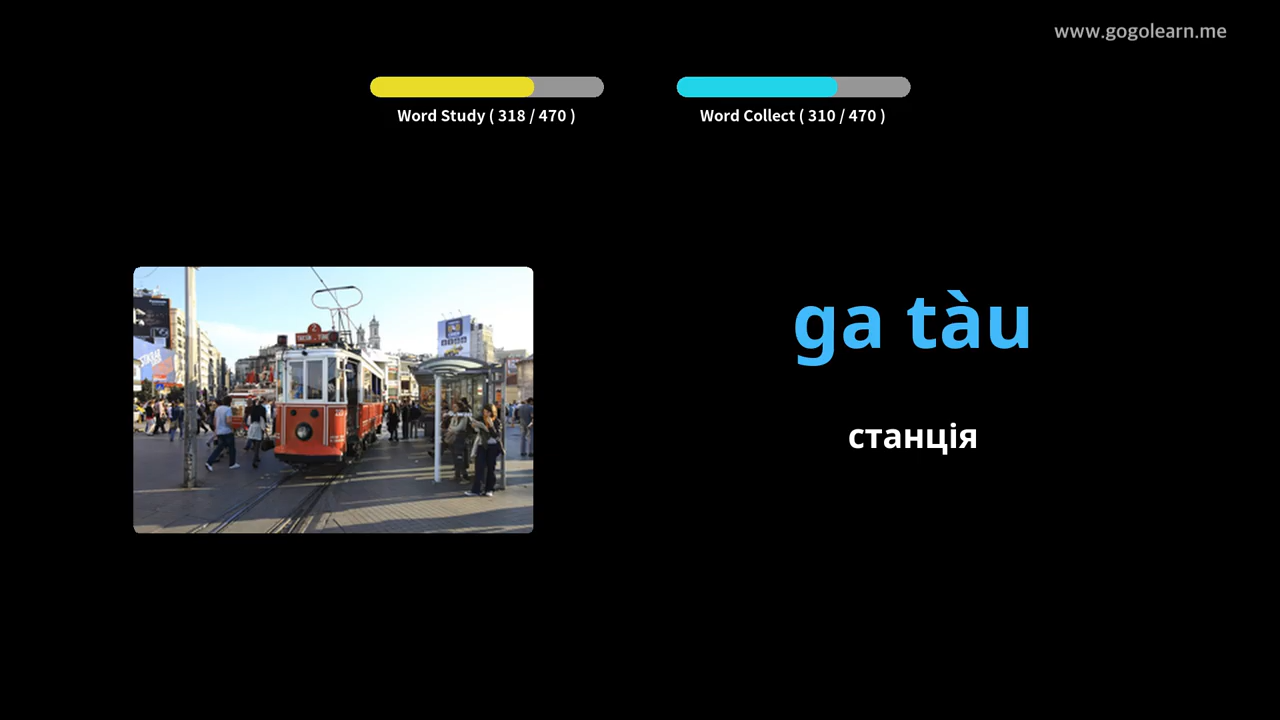 www.gogolearn.me
Word Study ( 318 / 470 )
Word Collect ( 310 / 470 )
ga tàu
станція